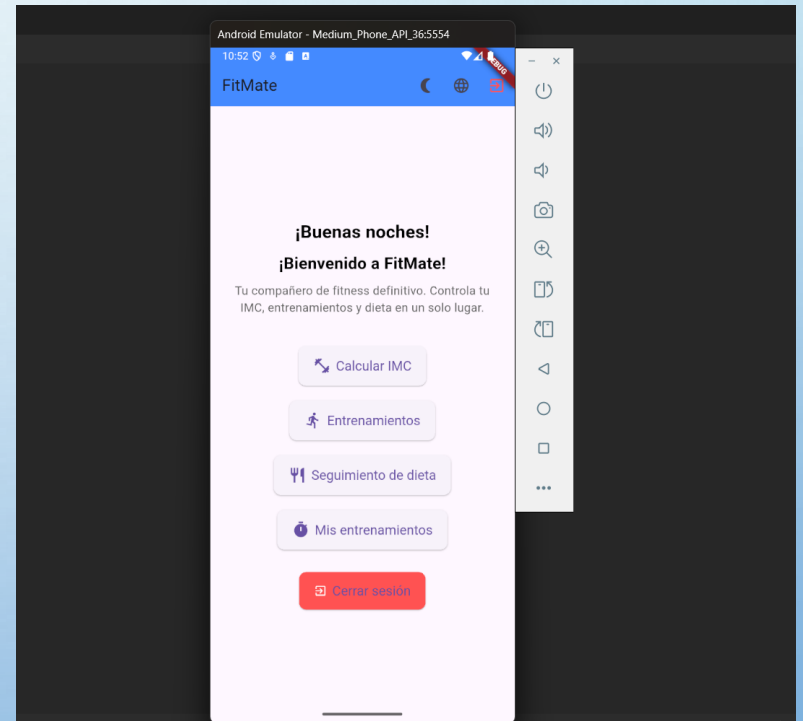 Android Emulator - Medium_Phone_API_36:5554
10:52
DEBUG
FitMate
¡Buenas noches!
¡Bienvenido a FitMate!
Tu compañero de fitness definitivo. Controla tu
IMC, entrenamientos y dieta en un solo lugar.
Calcular IMC
Entrenamientos
Seguimiento de dieta
Mis entrenamientos
Cerrar sesión